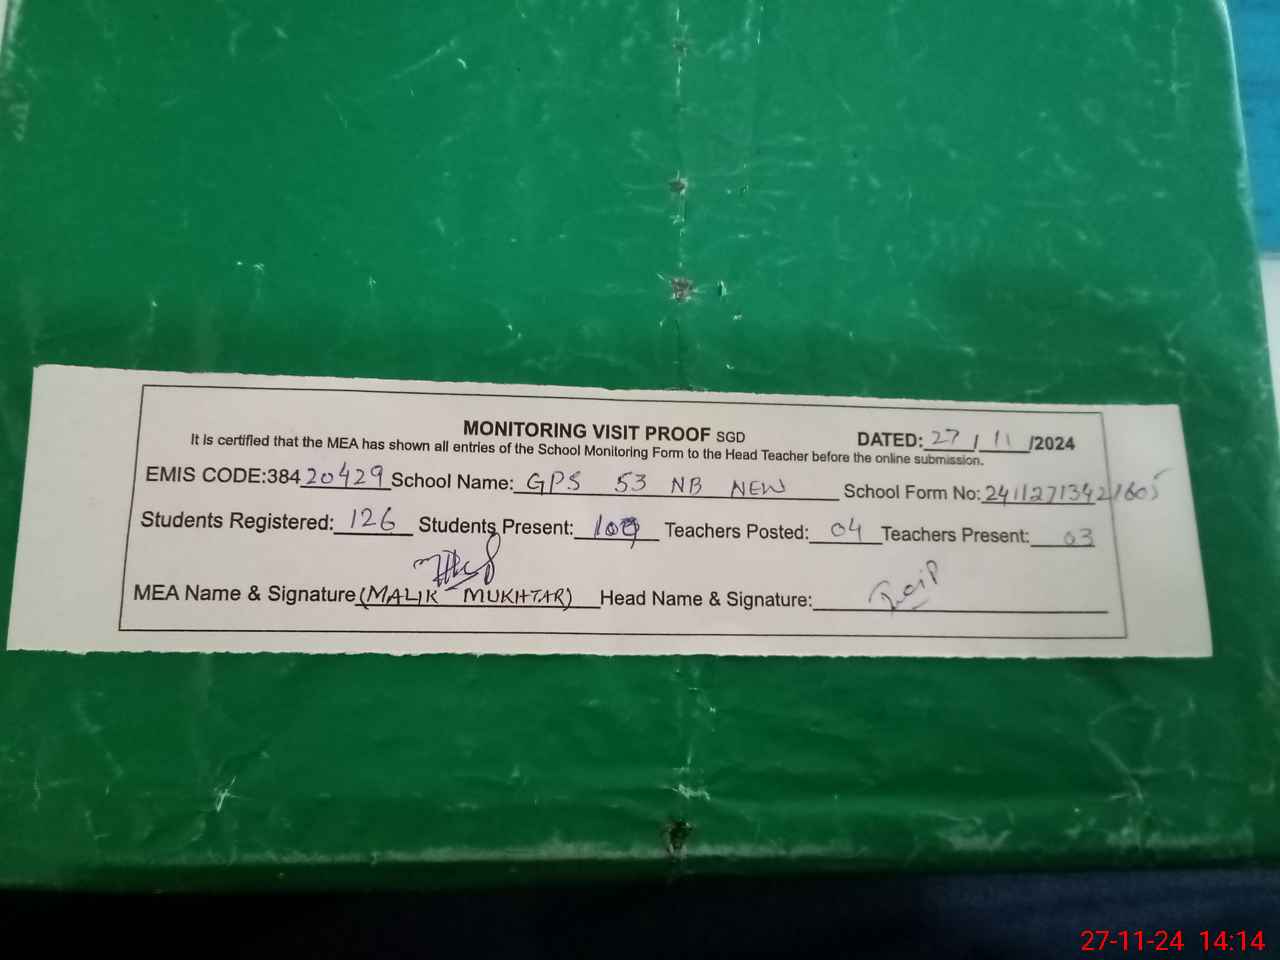 MONITORING VISIT PROOF SGD DATED: 27/11/2024
It is certified that the MEA has shown all entries of the School Monitoring Form to the Head Teacher before the online submission.
EMIS CODE:38420429 School Name: GPS 53 NB NEW School Form No: 24112713421605
Students Registered: 126 Students Present: Teachers Posted: 04 Teachers Present: 03
MEA Name & Signature (MALIK MUKHTAR) Head Name & Signature:
27-11-24 14:14